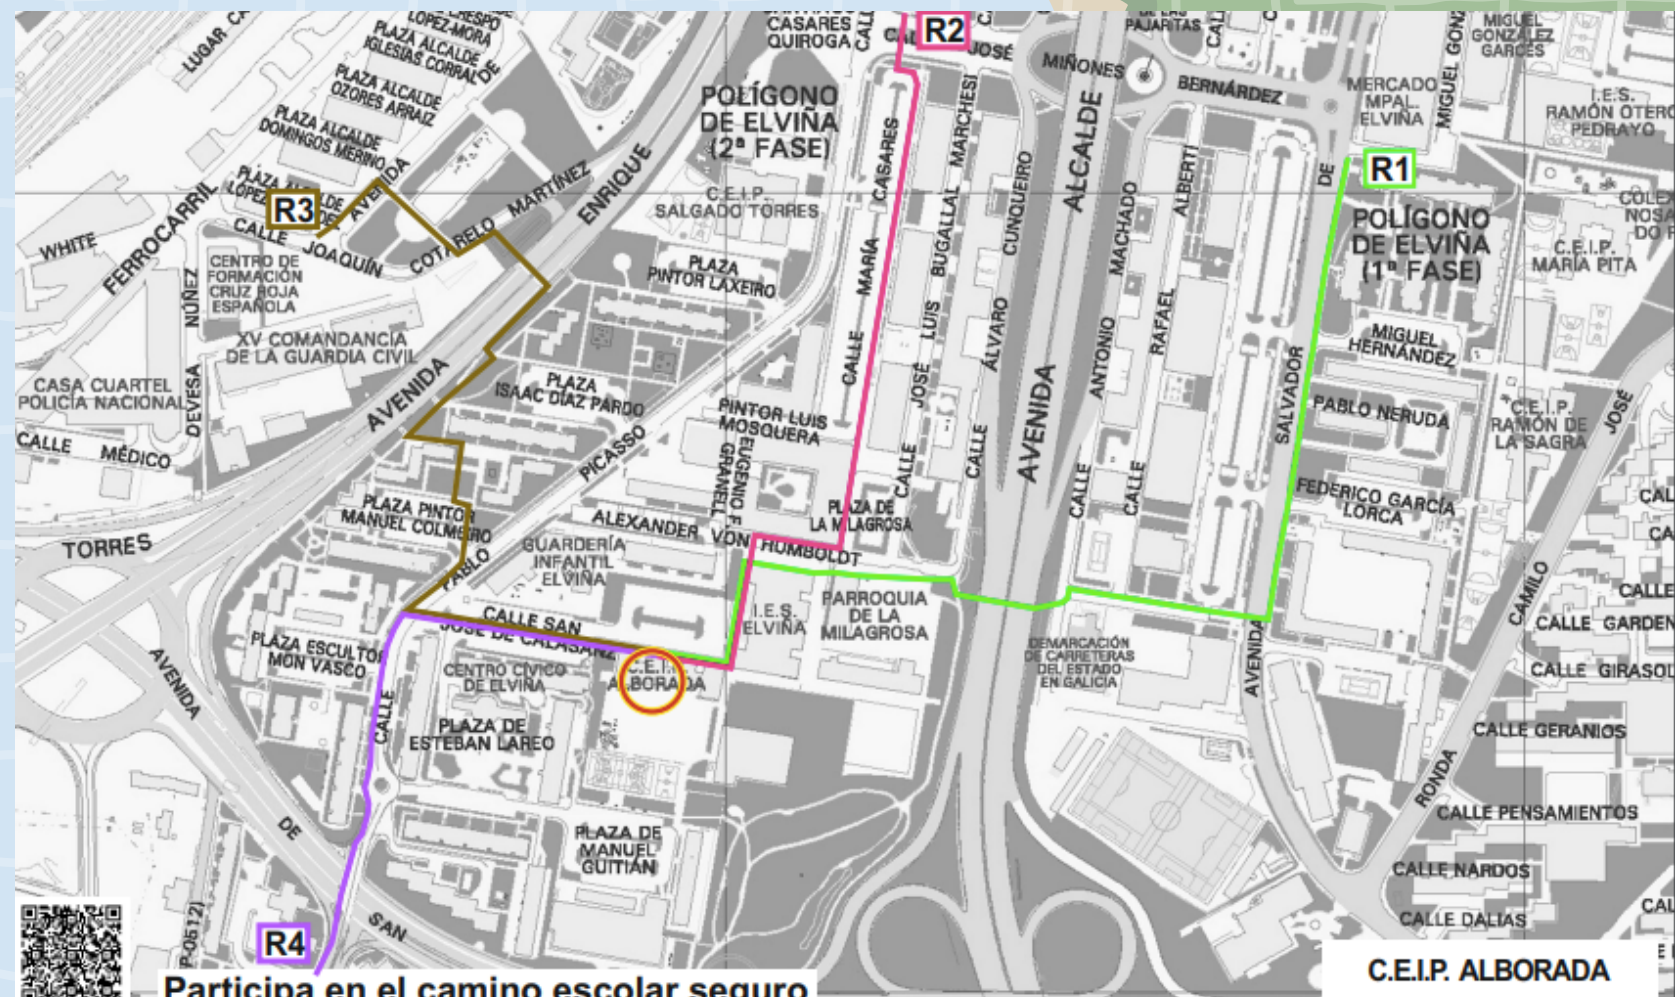 CRESPO
LOPEZ-MORA
PLAZA ALCALDE
IGLESIAS CORRAL
PLAZA ALCALDE
OZORES ARRAIZ
PLAZA ALCALDE
DOMINGOS MERINO
LUGAR
R3
AVENIDA
CALLE JOAQUÍN
COTARELO MARTÍNEZ
WHITE
FERROCARRIL
CENTRO DE
FORMACIÓN
CRUZ ROJA
ESPAÑOLA
XV COMANDANCIA
DE LA GUARDIA CIVIL
CASA CUARTEL
POLICÍA NACIONAL
DEVESA NÚÑEZ
CALLE MÉDICO
AVENIDA ENRIQUE
CASARES
QUIROGA
R2
JOSÉ
POLÍGONO
DE ELVIÑA
(2ª FASE)
C.E.I.P.
SALGADO TORRES
PLAZA
PINTOR LAXEIRO
PLAZA
ISAAC DÍAZ PARDO
CALLE MARÍA CASARES
CALLE JOSÉ LUIS BUGALLAL MARCHESI
CALLE ÁLVARO CUNQUEIRO
AVENIDA ALCALDE
PAJARITAS
MIÑONES
BERNÁRDEZ
CALLE ANTONIO MACHADO
CALLE RAFAEL ALBERTI
AVENIDA SALVADOR DE
MIGUEL
GONZÁLEZ
GARCÉS
MERCADO
MPAL.
ELVIÑA
I.E.S.
RAMÓN OTERO
PEDRAYO
R1
POLÍGONO
DE ELVIÑA
(1ª FASE)
C.E.I.P.
MARÍA PITA
MIGUEL
HERNÁNDEZ
PABLO NERUDA
C.E.I.P.
RAMÓN DE
LA SAGRA
FEDERICO GARCÍA
LORCA
RONDA CAMILO JOSÉ
PINTOR LUIS
MOSQUERA
EUGENIO F.
GRANELL
PLAZA DE
LA MILAGROSA
ALEXANDER VON HUMBOLDT
TORRES
PLAZA PINTOR
MANUEL COLMEIRO
CALLE PABLO PICASSO
GUARDERÍA
INFANTIL
ELVIÑA
CALLE SAN
JOSÉ DE CALASANZ
I.E.S.
ELVIÑA
PARROQUIA
DE LA
MILAGROSA
DEMARCACIÓN
DE CARRETERAS
DEL ESTADO
EN GALICIA
PLAZA ESCULTOR
MON VASCO
CENTRO CÍVICO
DE ELVIÑA
C.E.I.P.
ALBORADA
PLAZA DE
ESTEBAN LAREO
PLAZA DE
MANUEL
GUITIÁN
AVENIDA DE SAN
CALLE
CALLE GARDEN
CALLE GIRASOL
CALLE GERANIOS
CALLE PENSAMIENTOS
CALLE NARDOS
CALLE DALIAS
R4
Participa en el camino escolar seguro
C.E.I.P. ALBORADA